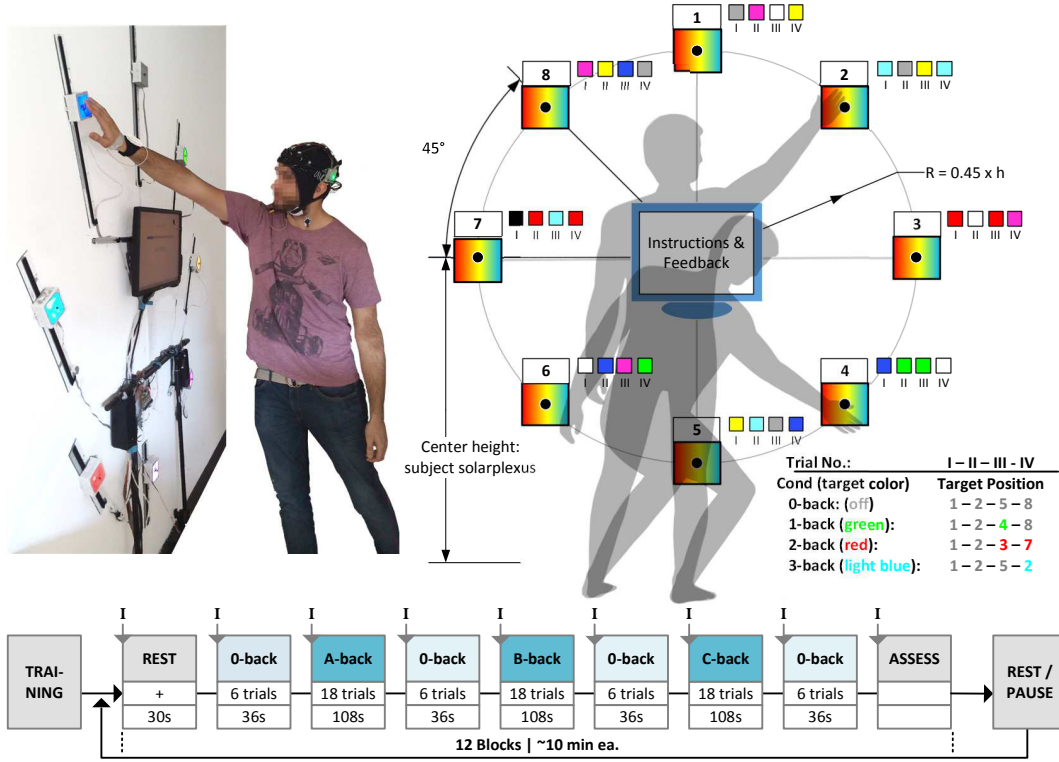 1
I II III IV
8
I II III IV
2
I II III IV
45°
R = 0.45 x h
7
I II III IV
Instructions &
Feedback
3
I II III IV
6
I II III IV
4
I II III IV
5
I II III IV
Center height:
subject solarplexus
Trial No.: I – II – III - IV
Cond (target color) Target Position
0-back: (off) 1 – 2 – 5 – 8
1-back (green): 1 – 2 – 4 – 8
2-back (red): 1 – 2 – 3 – 7
3-back (light blue): 1 – 2 – 5 – 2
I I I I I I I I I
TRAI-
NING
REST 0-back A-back 0-back B-back 0-back C-back 0-back ASSESS
REST /
PAUSE
+ 6 trials 18 trials 6 trials 18 trials 6 trials 18 trials 6 trials
30s 36s 108s 36s 108s 36s 108s 36s
12 Blocks | ~10 min ea.